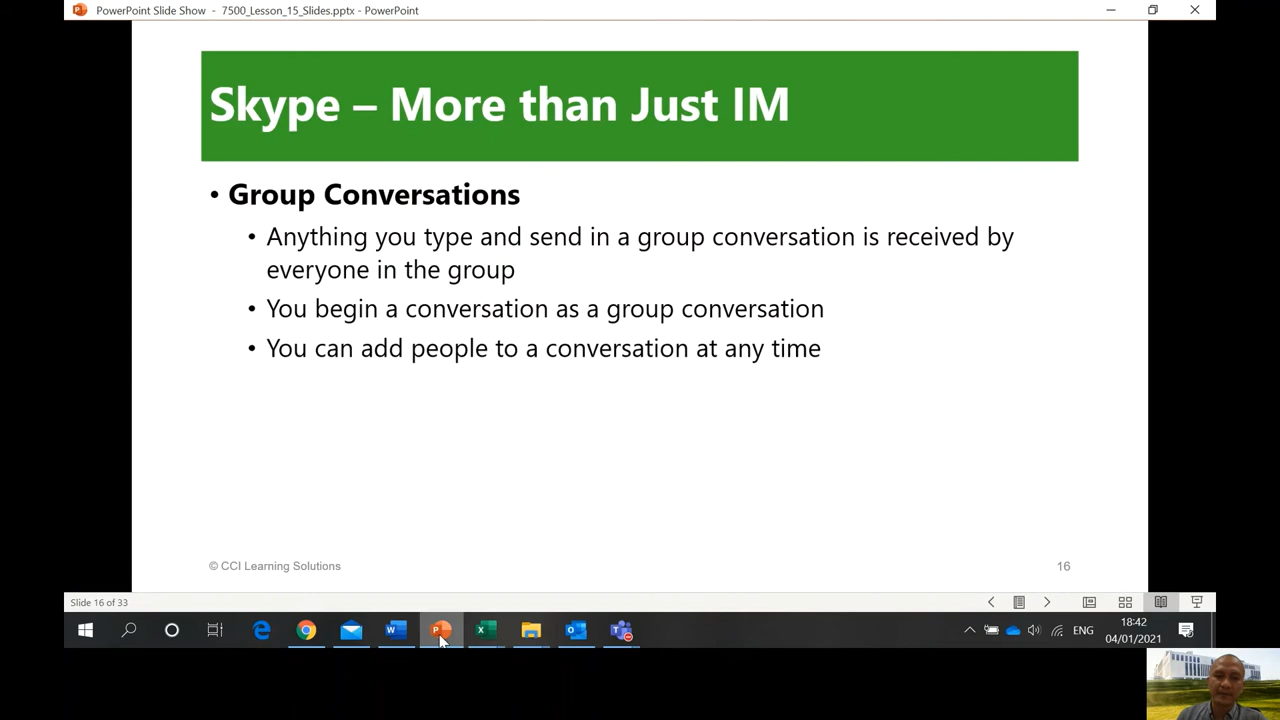 PowerPoint Slide Show - 7500_Lesson_15_Slides.pptx - PowerPoint
Skype – More than Just IM
• Group Conversations
• Anything you type and send in a group conversation is received by
everyone in the group
• You begin a conversation as a group conversation
• You can add people to a conversation at any time
© CCI Learning Solutions
16
Slide 16 of 33
ENG
18:42
04/01/2021